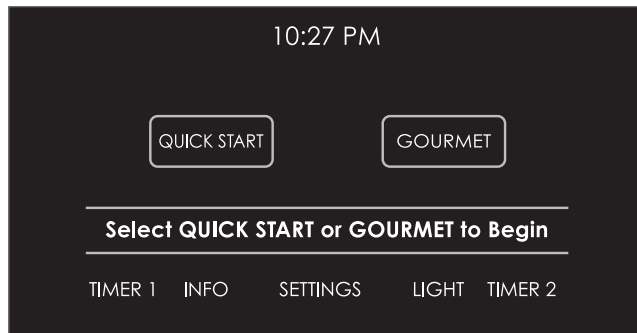 10:27 PM
QUICK START GOURMET
Select QUICK START or GOURMET to Begin
TIMER 1 INFO SETTINGS LIGHT TIMER 2